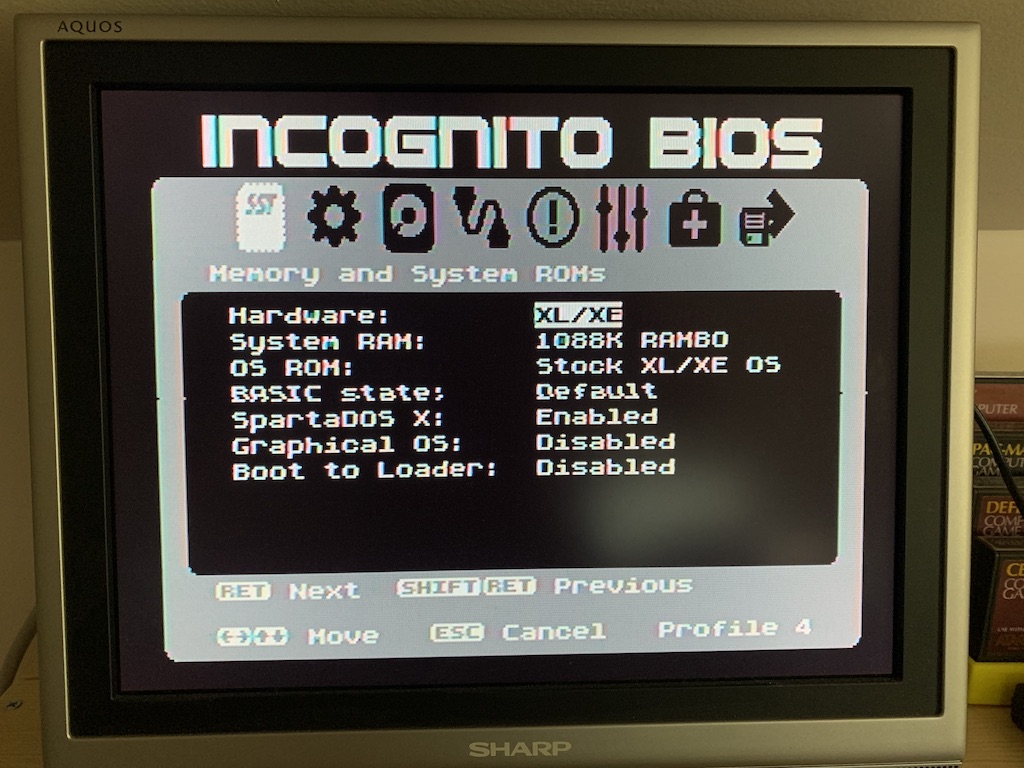 AQUOS
INCOGNITO BIOS
SST
Memory and System ROMs
Hardware: XL/XE
System RAM: 1088K RAMBO
OS ROM: Stock XL/XE OS
BASIC state: Default
SpartaDOS X: Enabled
Graphical OS: Disabled
Boot to Loader: Disabled
RET Next SHIFT RET Previous
Move ESC Cancel Profile 4
SHARP